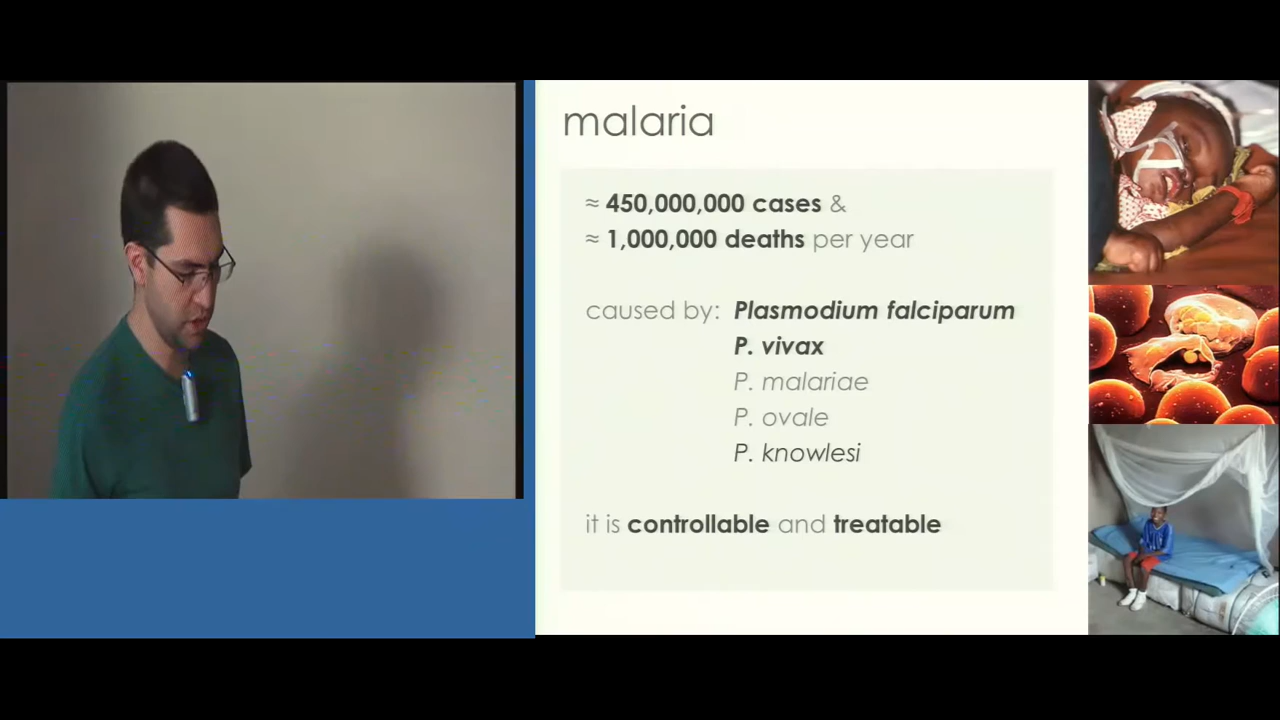 malaria
≈ 450,000,000 cases &
≈ 1,000,000 deaths per year
caused by: Plasmodium falciparum
P. vivax
P. malariae
P. ovale
P. knowlesi
it is controllable and treatable